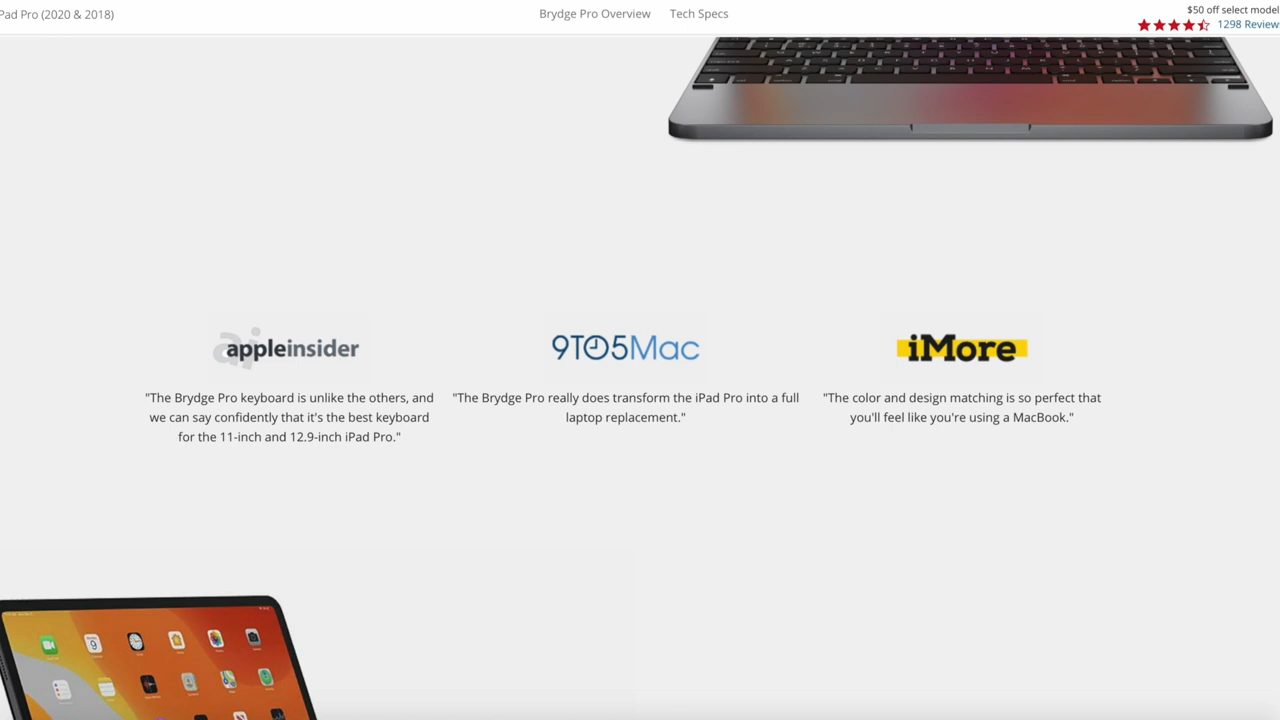 Pad Pro (2020 & 2018)
Brydge Pro Overview
Tech Specs
$50 off select model
1298 Review
appleinsider
9TO5Mac
iMore
"The Brydge Pro keyboard is unlike the others, and
we can say confidently that it's the best keyboard
for the 11-inch and 12.9-inch iPad Pro."
"The Brydge Pro really does transform the iPad Pro into a full
laptop replacement."
"The color and design matching is so perfect that
you'll feel like you're using a MacBook."
9